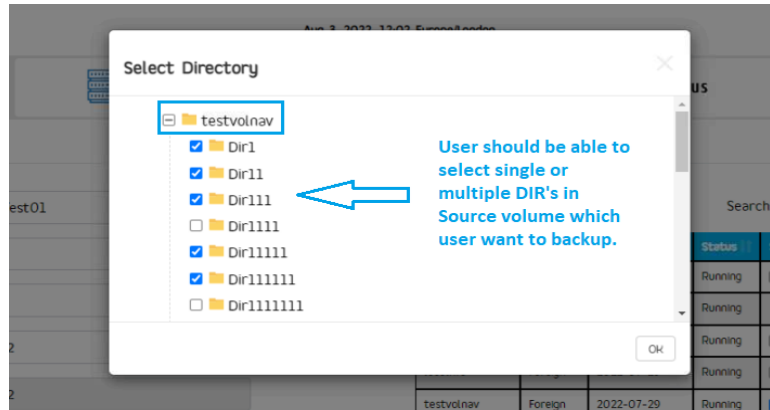 Aug 3, 2022 12:02 Europe/London
Select Directory
us
testvolnav
Dir1
Dir11
Dir111
Dir1111
Dir11111
Dir111111
Dir1111111
User should be able to
select single or
multiple DIR's in
Source volume which
user want to backup.
est01
Search
Status
Running
Running
Running
Running
2
2
OK
testvolnav Foreign 2022-07-29 Running